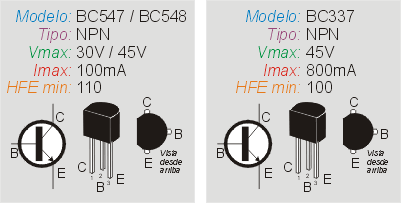 Modelo: BC547 / BC548
Tipo: NPN
Vmax: 30V / 45V
Imax: 100mA
HFE min: 110
C
B
E
C
1
2
3
B
E
C
B
E
Vista
desde
arriba
Modelo: BC337
Tipo: NPN
Vmax: 45V
Imax: 800mA
HFE min: 100
C
B
E
C
1
2
3
B
E
C
B
E
Vista
desde
arriba